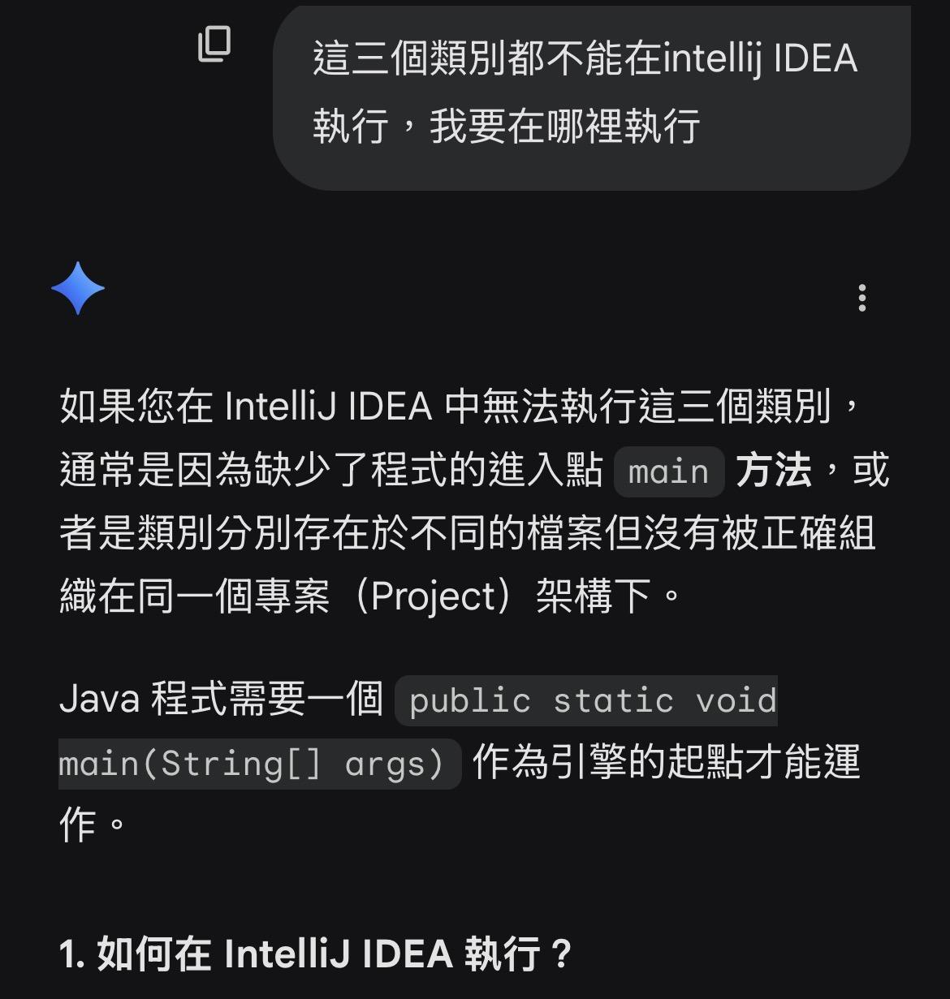 這三個類別都不能在intellij IDEA
執行，我要在哪裡執行
如果您在 IntelliJ IDEA 中無法執行這三個類別，
通常是因為缺少了程式的進入點 main 方法，或
者是類別分別存在於不同的檔案但沒有被正確組
織在同一個專案（Project）架構下。
Java 程式需要一個 public static void
main(String[] args) 作為引擎的起點才能運
作。
1. 如何在 IntelliJ IDEA 執行？